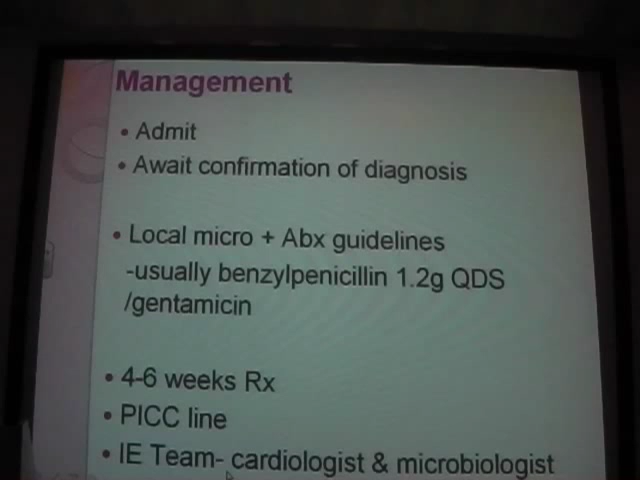 Management
• Admit
• Await confirmation of diagnosis
• Local micro + Abx guidelines
-usually benzylpenicillin 1.2g QDS
/gentamicin
• 4-6 weeks Rx
• PICC line
• IE Team- cardiologist & microbiologist